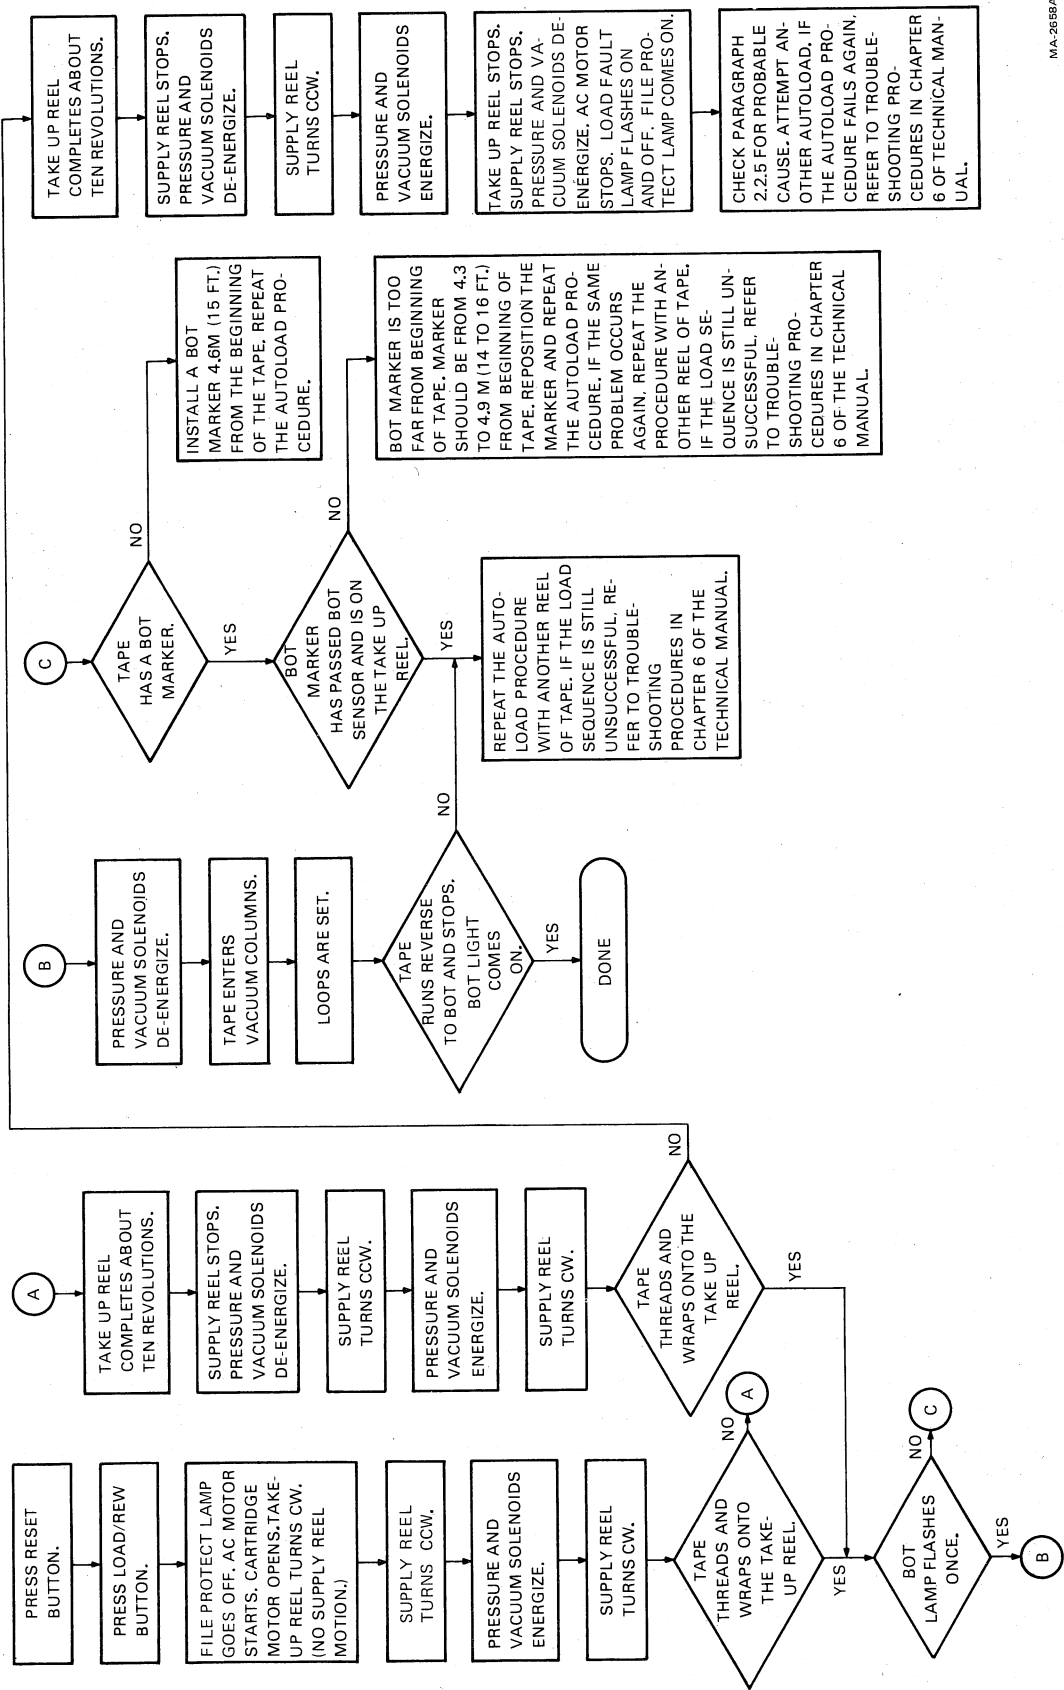 PRESS RESET
BUTTON.
PRESS LOAD/REW
BUTTON.
FILE PROTECT LAMP
GOES OFF. AC MOTOR
STARTS. CARTRIDGE
MOTOR OPENS.TAKE-
UP REEL TURNS CW.
(NO SUPPLY REEL
MOTION.)
SUPPLY REEL
TURNS CCW.
PRESSURE AND
VACUUM SOLENOIDS
ENERGIZE.
SUPPLY REEL
TURNS CW.
TAPE
THREADS AND
WRAPS ONTO
THE TAKE-
UP REEL.
NO
A
YES
BOT
LAMP FLASHES
ONCE.
NO
C
YES
B
A
TAKE UP REEL
COMPLETES ABOUT
TEN REVOLUTIONS.
SUPPLY REEL STOPS.
PRESSURE AND
VACUUM SOLENOIDS
DE-ENERGIZE.
SUPPLY REEL
TURNS CCW.
PRESSURE AND
VACUUM SOLENOIDS
ENERGIZE.
SUPPLY REEL
TURNS CW.
TAPE
THREADS AND
WRAPS ONTO THE
TAKE UP
REEL.
NO
YES
B
PRESSURE AND
VACUUM SOLENOIDS
DE-ENERGIZE.
TAPE ENTERS
VACUUM COLUMNS.
LOOPS ARE SET.
TAPE
RUNS REVERSE
TO BOT AND STOPS.
BOT LIGHT
COMES
ON.
NO
YES
DONE
C
TAPE
HAS A BOT
MARKER.
NO
YES
BOT
MARKER
HAS PASSED BOT
SENSOR AND IS ON
THE TAKE UP
REEL.
NO
YES
REPEAT THE AUTO-
LOAD PROCEDURE
WITH ANOTHER REEL
OF TAPE. IF THE LOAD
SEQUENCE IS STILL
UNSUCCESSFUL, RE-
FER TO TROUBLE-
SHOOTING
PROCEDURES IN
CHAPTER 6 OF THE
TECHNICAL MANUAL.
INSTALL A BOT
MARKER 4.6M (15 FT.)
FROM THE BEGINNING
OF THE TAPE. REPEAT
THE AUTOLOAD PRO-
CEDURE.
BOT MARKER IS TOO
FAR FROM BEGINNING
OF TAPE. MARKER
SHOULD BE FROM 4.3
TO 4.9 M (14 TO 16 FT.)
FROM BEGINNING OF
TAPE. REPOSITION THE
MARKER AND REPEAT
THE AUTOLOAD PRO-
CEDURE. IF THE SAME
PROBLEM OCCURS
AGAIN, REPEAT THE
PROCEDURE WITH AN-
OTHER REEL OF TAPE.
IF THE LOAD SE-
QUENCE IS STILL UN-
SUCCESSFUL, REFER
TO TROUBLE-
SHOOTING PRO-
CEDURES IN CHAPTER
6 OF THE TECHNICAL
MANUAL.
TAKE UP REEL
COMPLETES ABOUT
TEN REVOLUTIONS.
SUPPLY REEL STOPS.
PRESSURE AND
VACUUM SOLENOIDS
DE-ENERGIZE.
SUPPLY REEL
TURNS CCW.
PRESSURE AND
VACUUM SOLENOIDS
ENERGIZE.
TAKE UP REEL STOPS.
SUPPLY REEL STOPS.
PRESSURE AND VA-
CUUM SOLENOIDS DE-
ENERGIZE. AC MOTOR
STOPS. LOAD FAULT
LAMP FLASHES ON
AND OFF. FILE PRO-
TECT LAMP COMES ON.
CHECK PARAGRAPH
2.2.5 FOR PROBABLE
CAUSE. ATTEMPT AN-
OTHER AUTOLOAD. IF
THE AUTOLOAD PRO-
CEDURE FAILS AGAIN,
REFER TO TROUBLE-
SHOOTING PRO-
CEDURES IN CHAPTER
6 OF TECHNICAL MAN-
UAL.
MA-2658A